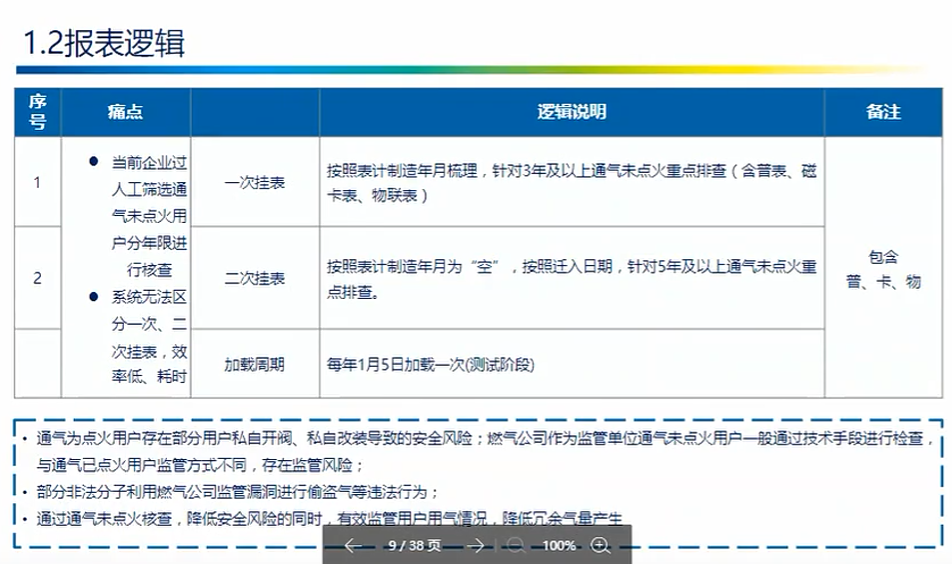 1.2报表逻辑
序
号
痛点
逻辑说明
备注
1
● 当前企业过
人工筛选通
气未点火用
户分年限进
行核查
● 系统无法区
分一次、二
次挂表，效
率低、耗时
一次挂表
按照表计制造年月梳理，针对3年及以上通气未点火重点排查（含普表、磁
卡表、物联表）
包含
普、卡、物
2
二次挂表
按照表计制造年月为“空”，按照迁入日期，针对5年及以上通气未点火重
点排查。
加载周期
每年1月5日加载一次(测试阶段)
• 通气为点火用户存在部分用户私自开阀、私自改装导致的安全风险；燃气公司作为监管单位通气未点火用户一般通过技术手段进行检查，
与通气已点火用户监管方式不同，存在监管风险；
• 部分非法分子利用燃气公司监管漏洞进行偷盗气等违法行为；
• 通过通气未点火核查，降低安全风险的同时，有效监管用户用气情况，降低冗余气量产生
9 / 38 页
100%